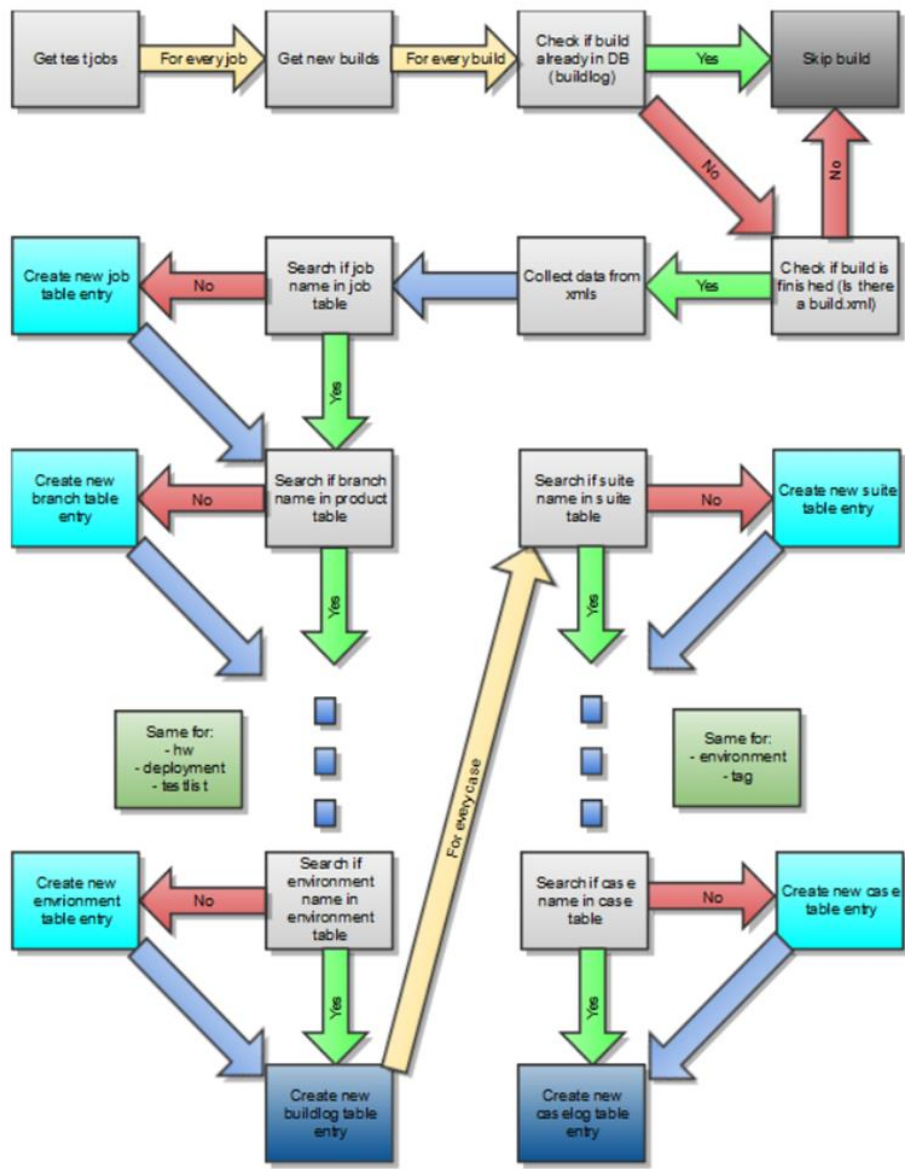 Get test jobs
For every job
Get new builds
For every build
Check if build
already in DB
(buildlog)
Yes
Skip build
No
No
Create new job
table entry
No
Search if job
name in job
table
Collect data from
xmls
Yes
Check if build is
finished (Is there
a build.xml)
Yes
Create new
branch table
entry
No
Search if branch
name in product
table
Search if suite
name in suite
table
No
Create new suite
table entry
Yes
Yes
Same for:
- hw
- deployment
- testlist
For every case
Same for:
- environment
- tag
Create new
envrionment
table entry
No
Search if
environment
name in
environment
table
Search if case
name in case
table
No
Create new case
table entry
Yes
Yes
Create new
buildlog table
entry
Create new
caselog table
entry